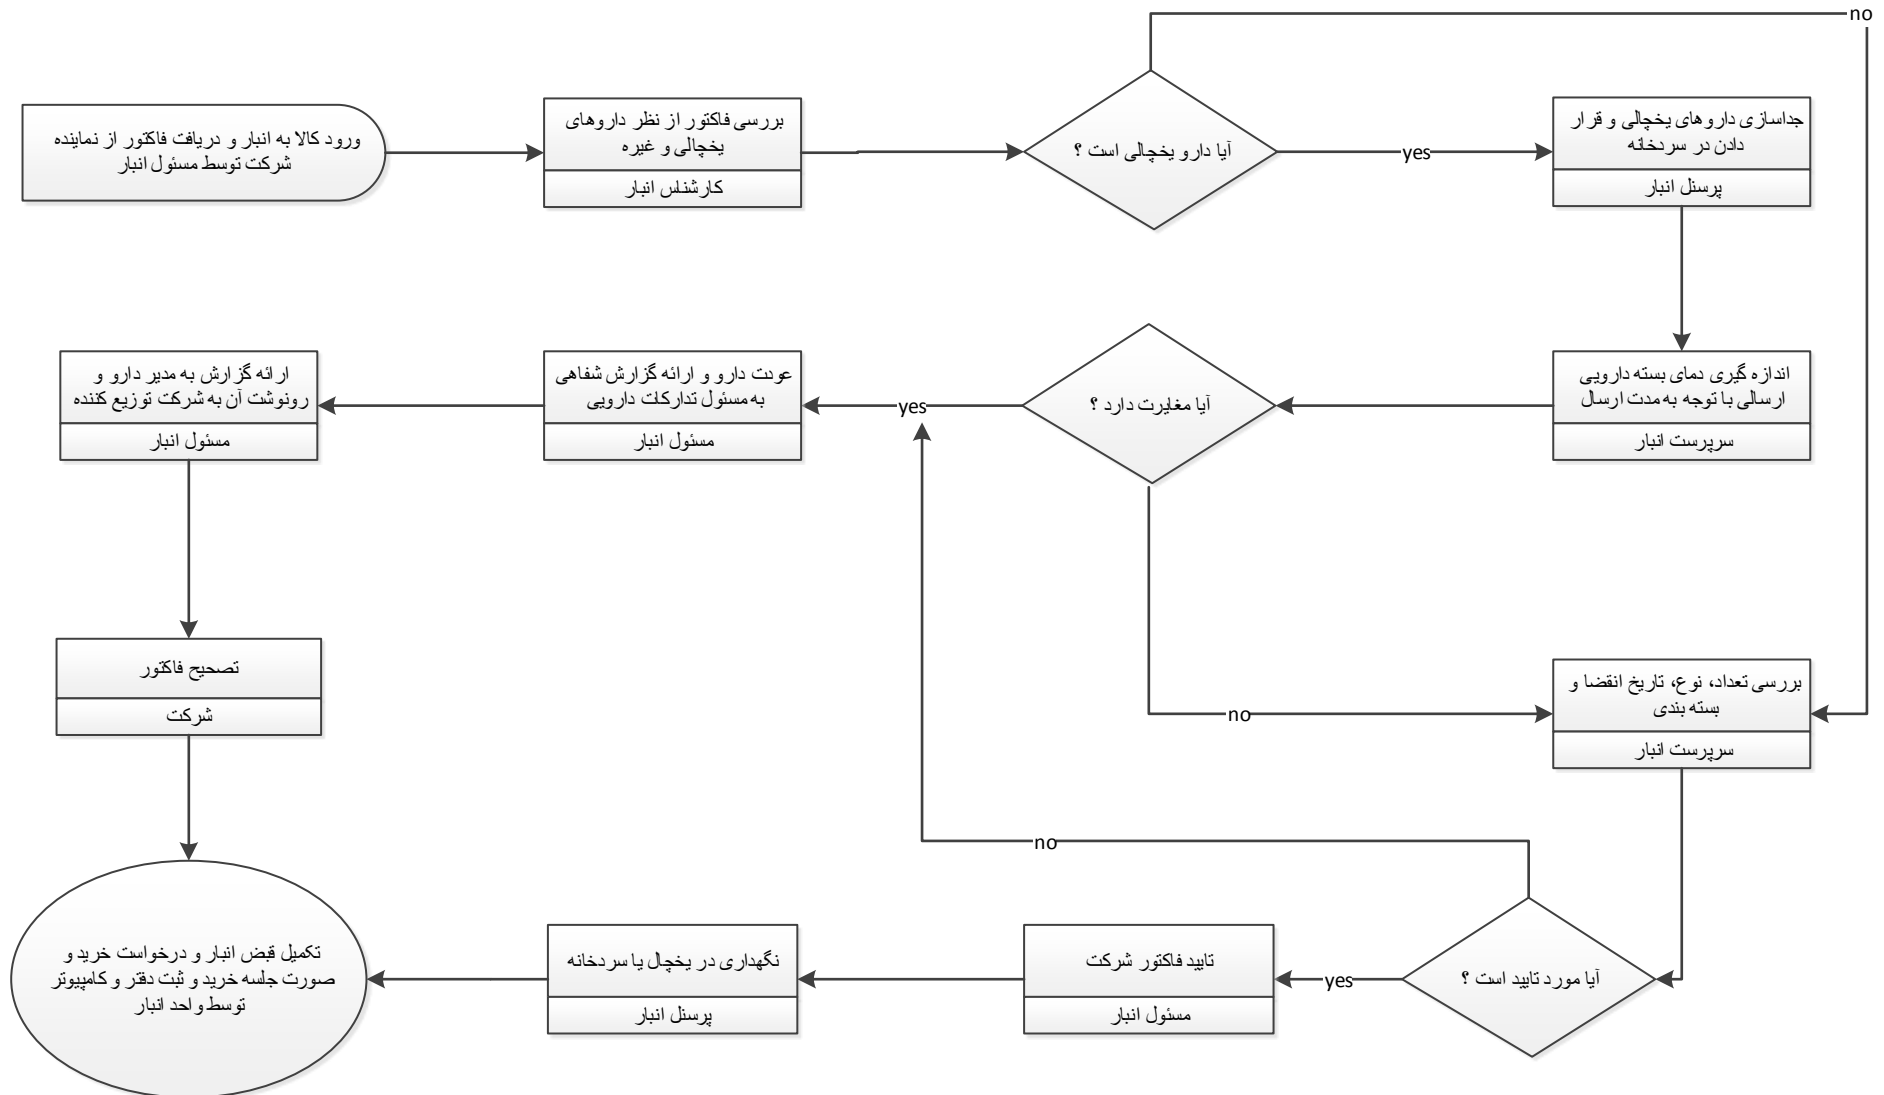 no
ورود کالا به انبار و دریافت فاکتور از نماینده
شرکت توسط مسئول انبار
بررسی فاکتور از نظر داروهای
یخچالی و غیره
کارشناس انبار
آیا دارو یخچالی است ؟
yes
جداسازی داروهای یخچالی و قرار
دادن در سردخانه
پرسنل انبار
اندازه گیری دمای بسته دارویی
ارسالی با توجه به مدت ارسال
سرپرست انبار
آیا مغایرت دارد ؟
yes
عودت دارو و ارائه گزارش شفاهی
به مسئول تدارکات دارویی
مسئول انبار
ارائه گزارش به مدیر دارو و
رونوشت آن به شرکت توزیع کننده
مسئول انبار
تصحیح فاکتور
شرکت
no
بررسی تعداد، نوع، تاریخ انقضا و
بسته بندی
سرپرست انبار
no
آیا مورد تایید است ؟
yes
تایید فاکتور شرکت
مسئول انبار
نگهداری در یخچال یا سردخانه
پرسنل انبار
تکمیل قبض انبار و درخواست خرید و
صورت جلسه خرید و ثبت دفتر و کامپیوتر
توسط واحد انبار